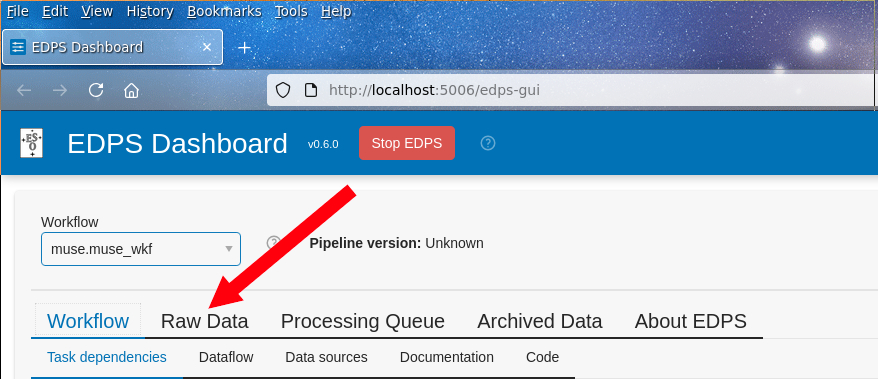 File Edit View History Bookmarks Tools Help
EDPS Dashboard × +
http://localhost:5006/edps-gui
ESO EDPS Dashboard v0.6.0 Stop EDPS ?
Workflow
muse.muse_wkf ? Pipeline version: Unknown
Workflow Raw Data Processing Queue Archived Data About EDPS
Task dependencies Dataflow Data sources Documentation Code